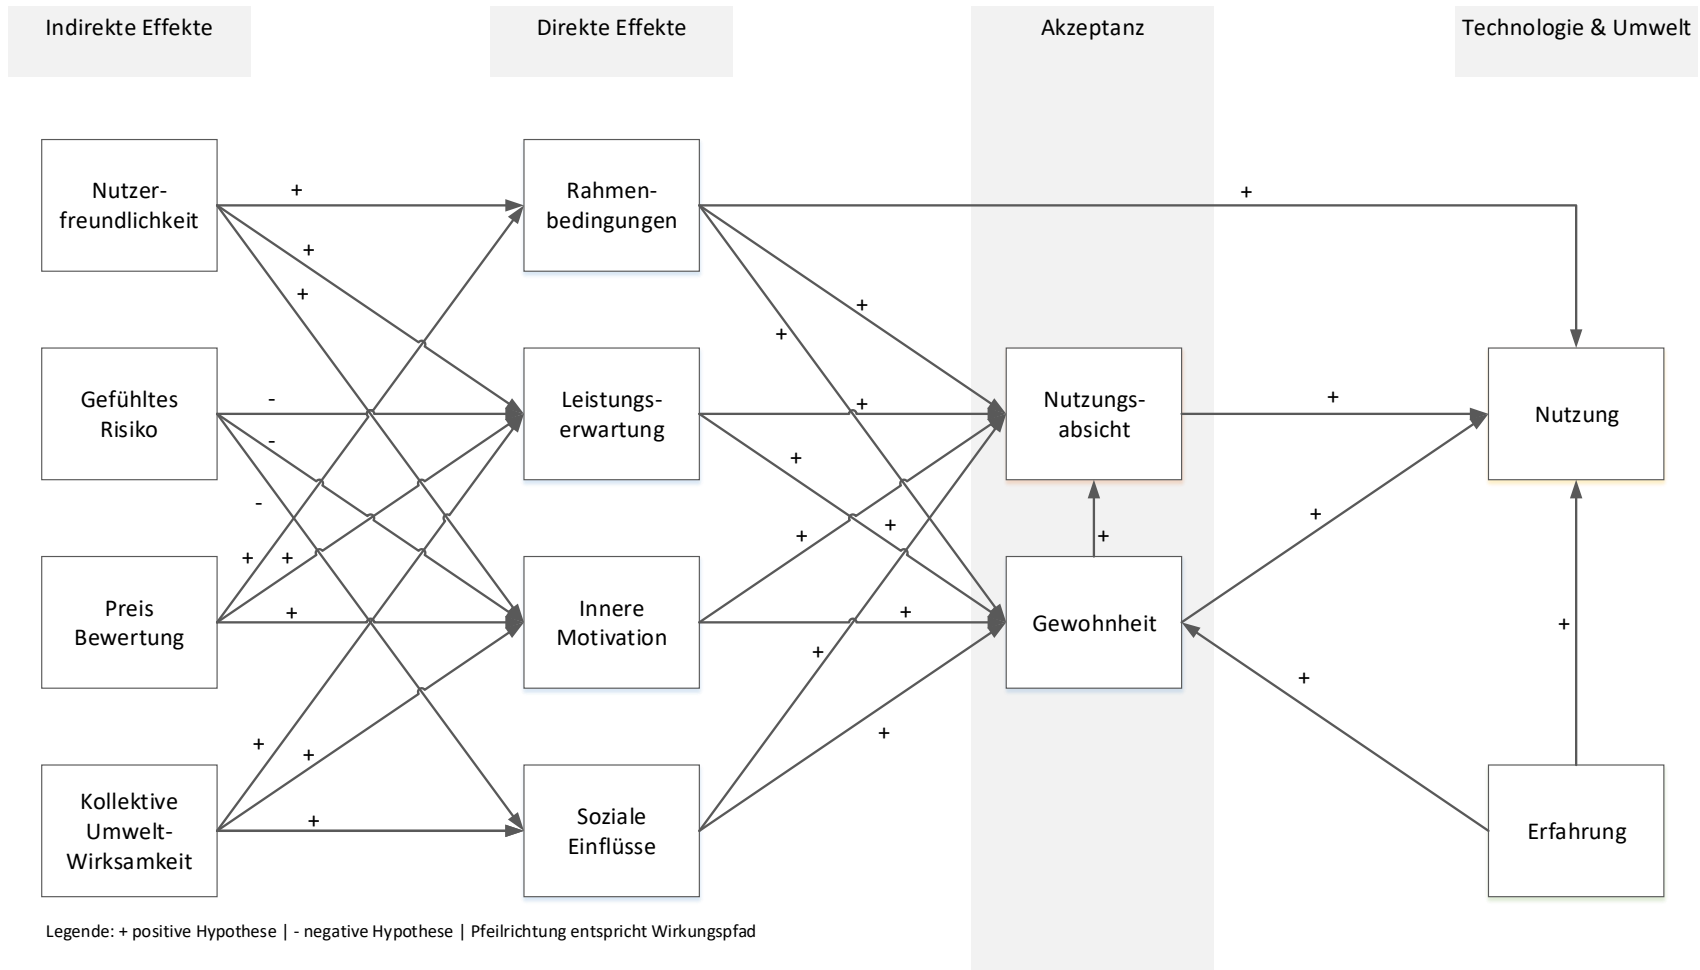 Indirekte Effekte
Direkte Effekte
Akzeptanz
Technologie & Umwelt
Nutzer-
freundlichkeit
Rahmen-
bedingungen
+
+
+
+
+
+
Gefühltes
Risiko
Leistungs-
erwartung
Nutzungs-
absicht
Nutzung
-
-
-
+
+
+
+
+
Preis
Bewertung
Innere
Motivation
Gewohnheit
+
+
+
+
+
+
+
+
Kollektive
Umwelt-
Wirksamkeit
Soziale
Einflüsse
Erfahrung
+
+
+
+
+
+
Legende: + positive Hypothese | - negative Hypothese | Pfeilrichtung entspricht Wirkungspfad